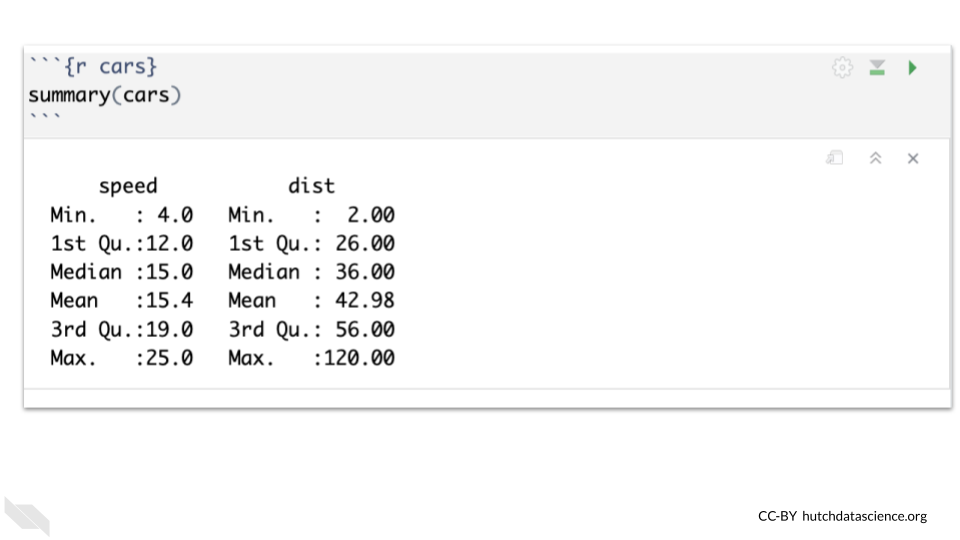 ```{r cars}
summary(cars)
```
     speed           dist
 Min.   : 4.0   Min.   :  2.00
 1st Qu.:12.0   1st Qu.: 26.00
 Median :15.0   Median : 36.00
 Mean   :15.4   Mean   : 42.98
 3rd Qu.:19.0   3rd Qu.: 56.00
 Max.   :25.0   Max.   :120.00
CC-BY hutchdatascience.org